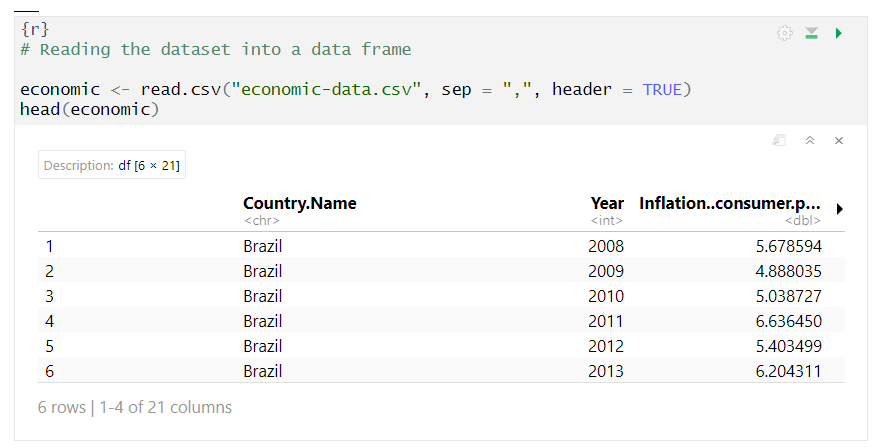 {r}
# Reading the dataset into a data frame
economic <- read.csv("economic-data.csv", sep = ",", header = TRUE)
head(economic)
Description: df [6 × 21]
Country.Name Year Inflation..consumer.p...
<chr> <int> <dbl>
1 Brazil 2008 5.678594
2 Brazil 2009 4.888035
3 Brazil 2010 5.038727
4 Brazil 2011 6.636450
5 Brazil 2012 5.403499
6 Brazil 2013 6.204311
6 rows | 1-4 of 21 columns